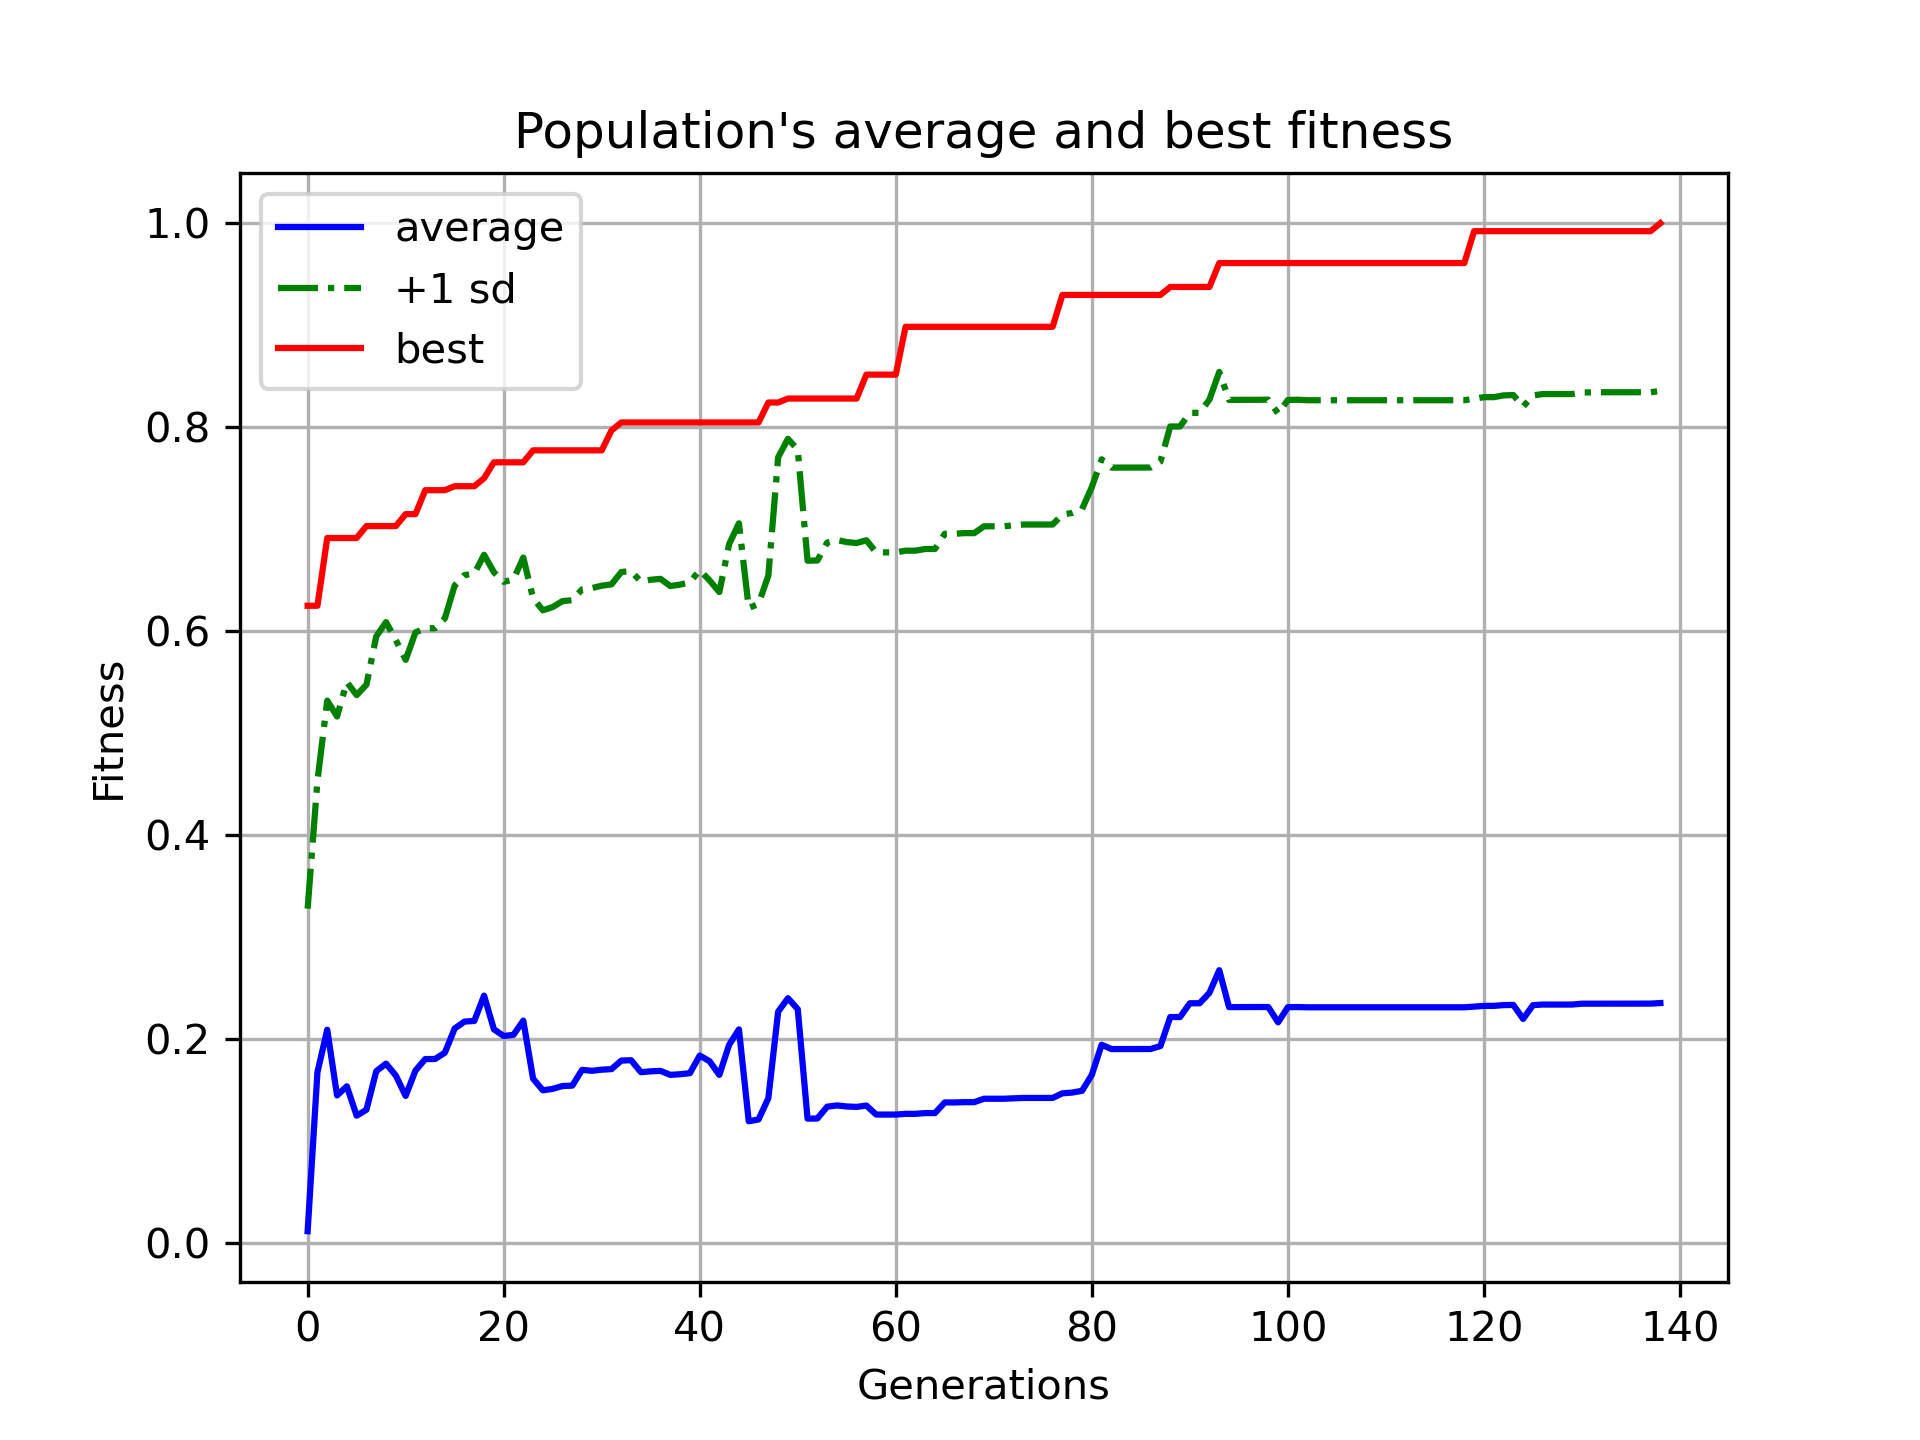 Population's average and best fitness
average
+1 sd
best
1.0
0.8
0.6
0.4
0.2
0.0
Fitness
0 20 40 60 80 100 120 140
Generations